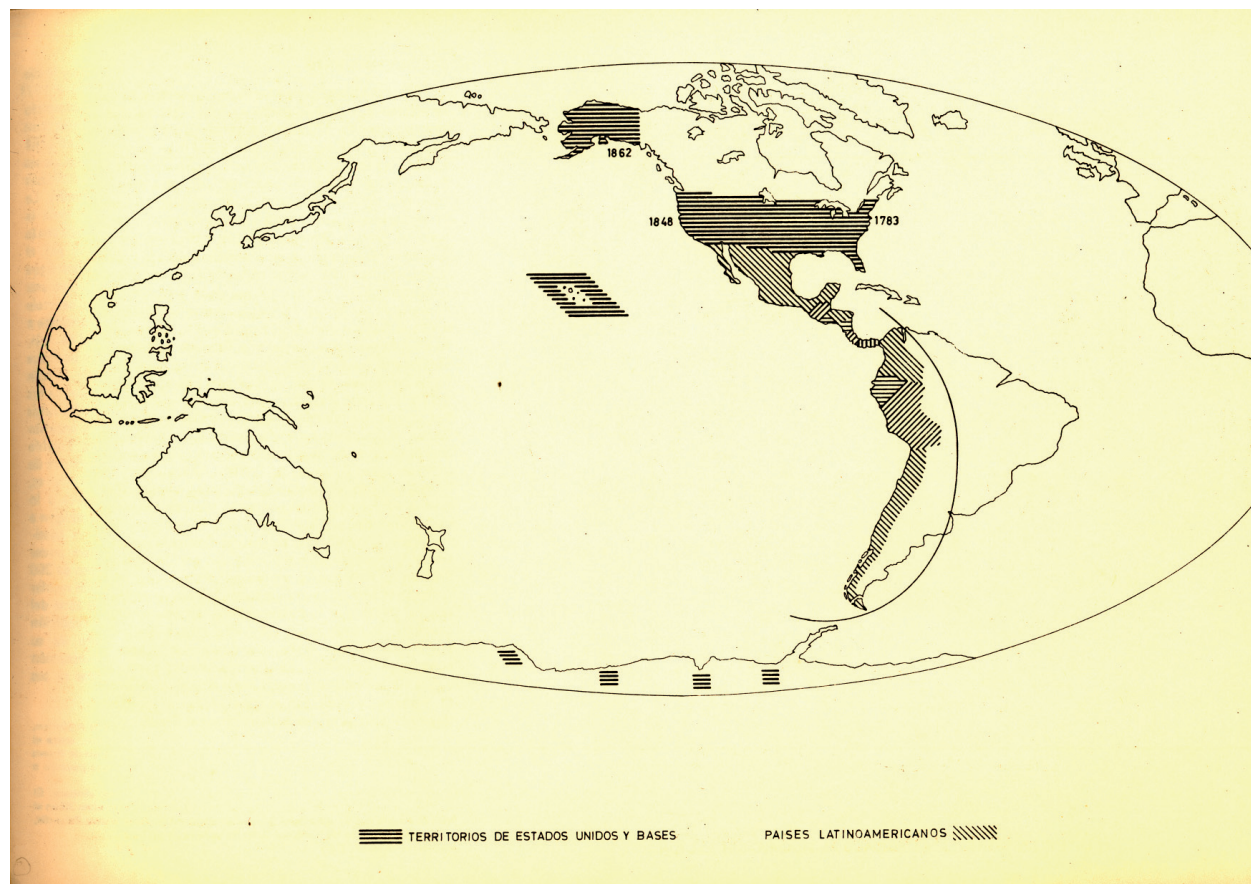 1862
1848
1783
TERRITORIOS DE ESTADOS UNIDOS Y BASES
PAISES LATINOAMERICANOS